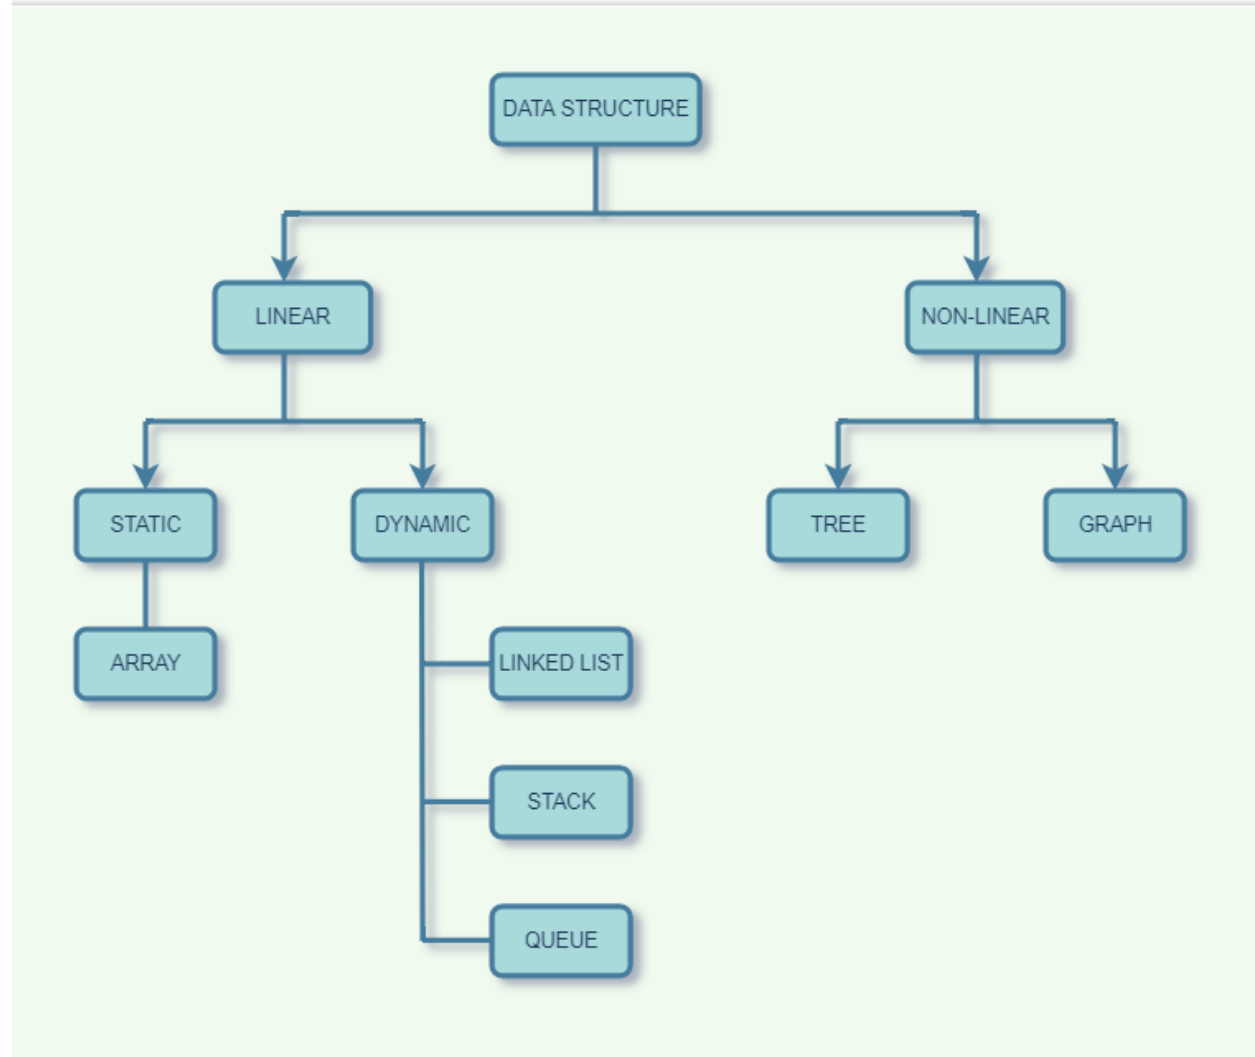 DATA STRUCTURE
LINEAR
NON-LINEAR
STATIC
DYNAMIC
TREE
GRAPH
ARRAY
LINKED LIST
STACK
QUEUE